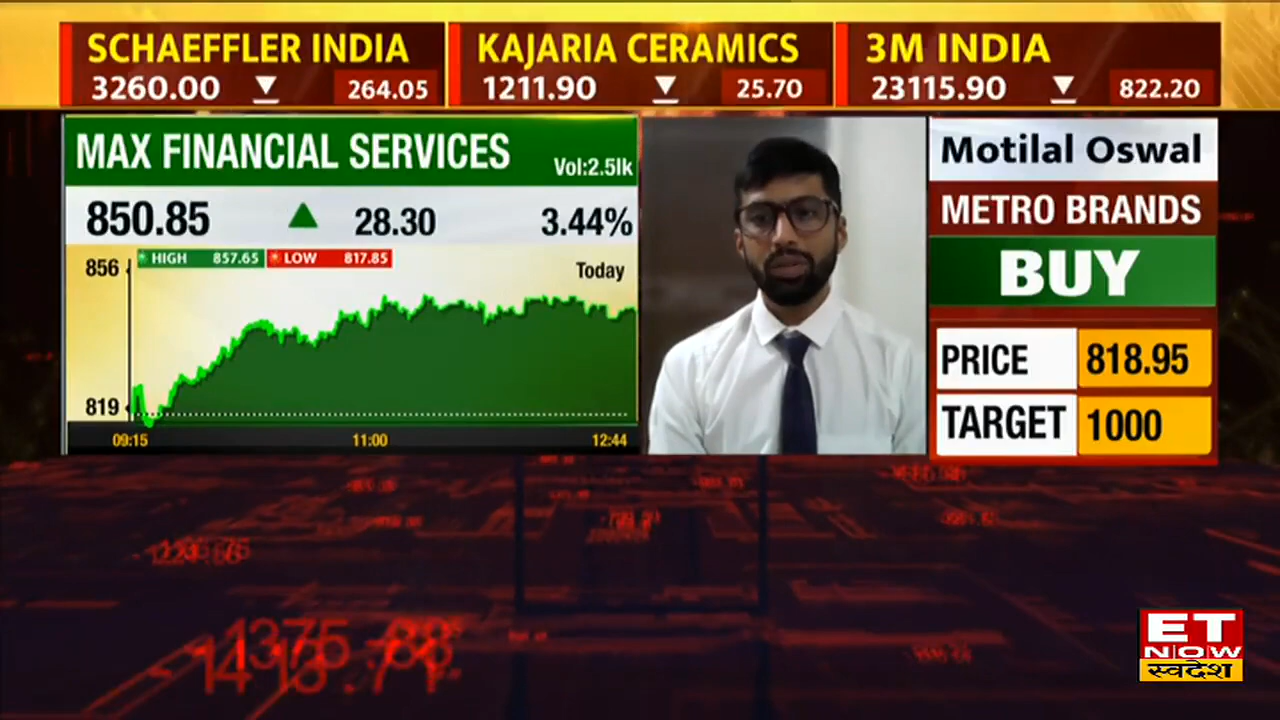 SCHAEFFLER INDIA
3260.00 ▼ 264.05
KAJARIA CERAMICS
1211.90 ▼ 25.70
3M INDIA
23115.90 ▼ 822.20
MAX FINANCIAL SERVICES Vol:2.5lk
850.85 ▲ 28.30 3.44%
HIGH 857.65 LOW 817.85
Today
856
819
09:15 11:00 12:44
Motilal Oswal
METRO BRANDS
BUY
PRICE 818.95
TARGET 1000
ET
NOW
स्वदेश